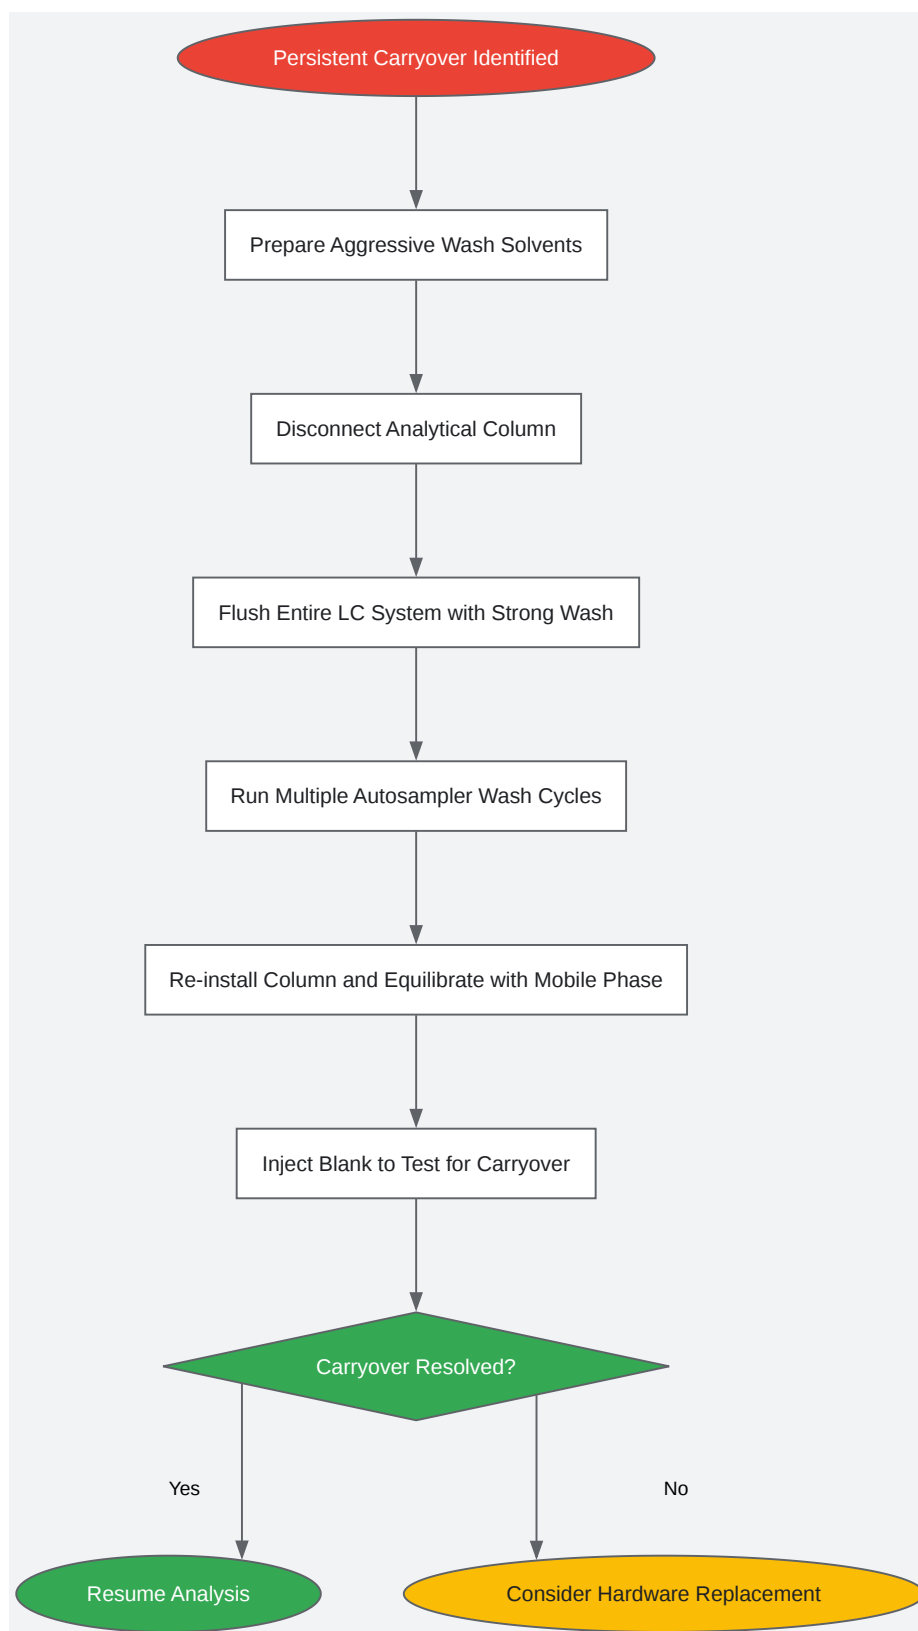 Persistent Carryover Identified
Prepare Aggressive Wash Solvents
Disconnect Analytical Column
Flush Entire LC System with Strong Wash
Run Multiple Autosampler Wash Cycles
Re-install Column and Equilibrate with Mobile Phase
Inject Blank to Test for Carryover
Carryover Resolved?
Yes
No
Resume Analysis
Consider Hardware Replacement